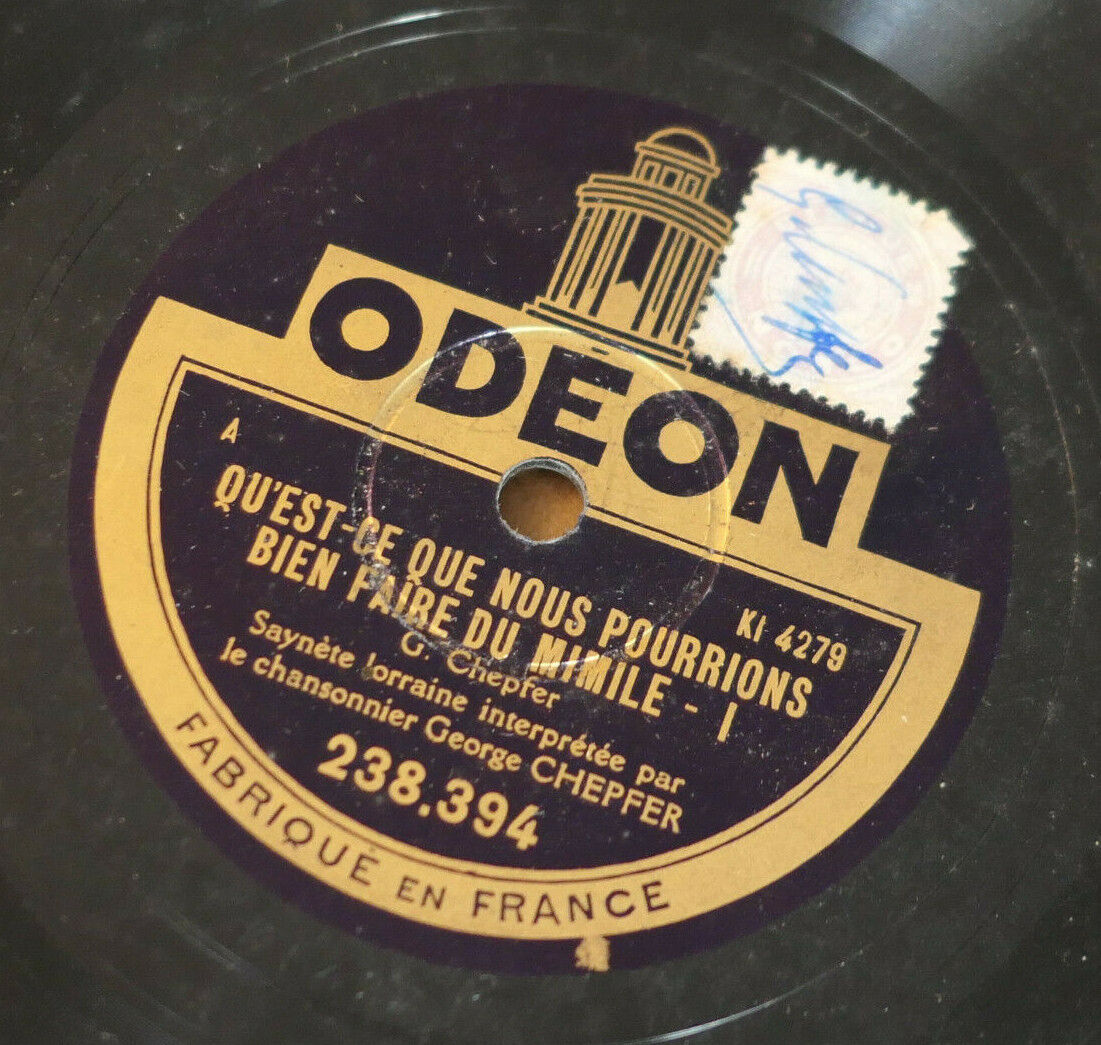 ODÉON
A
KI 4279
QU'EST-CE QUE NOUS POURRIONS
BIEN FAIRE DU MIMILE - I
G. Chepfer
Saynète lorraine interprétée par
le chansonnier George CHEPFER
238.394
FABRIQUÉ EN FRANCE